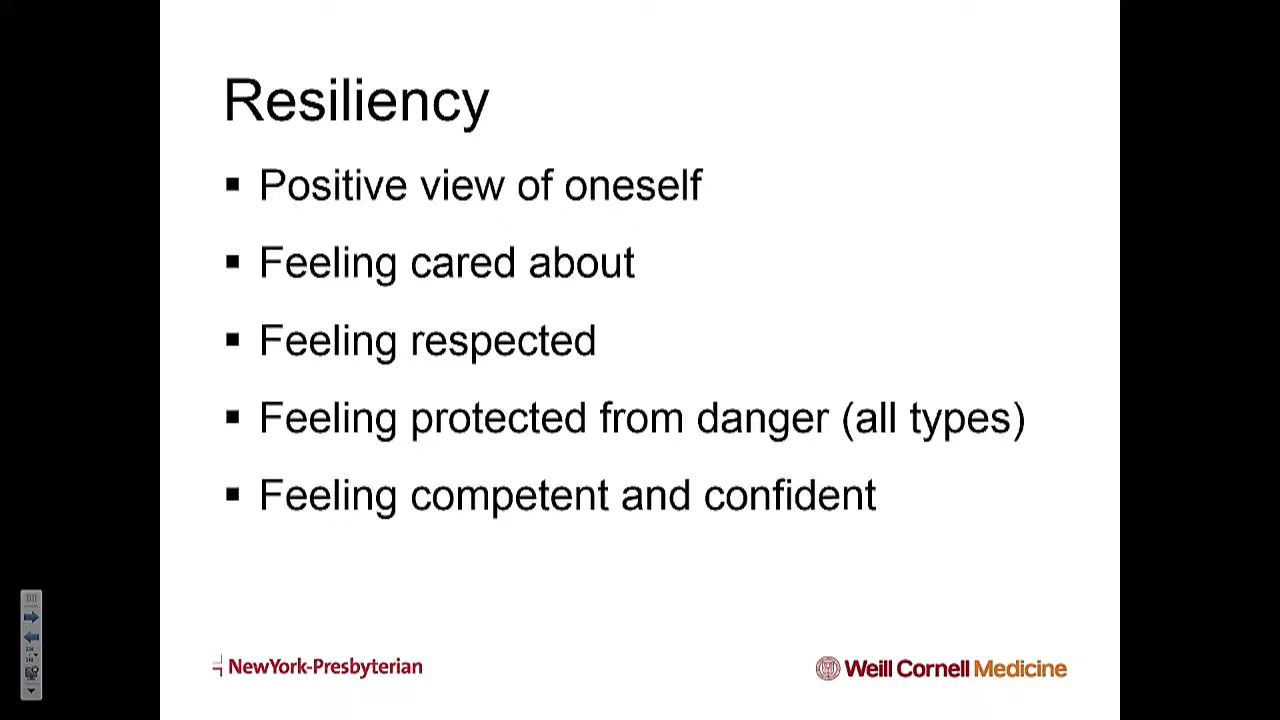 Resiliency
▪ Positive view of oneself
▪ Feeling cared about
▪ Feeling respected
▪ Feeling protected from danger (all types)
▪ Feeling competent and confident
NewYork-Presbyterian
Weill Cornell Medicine